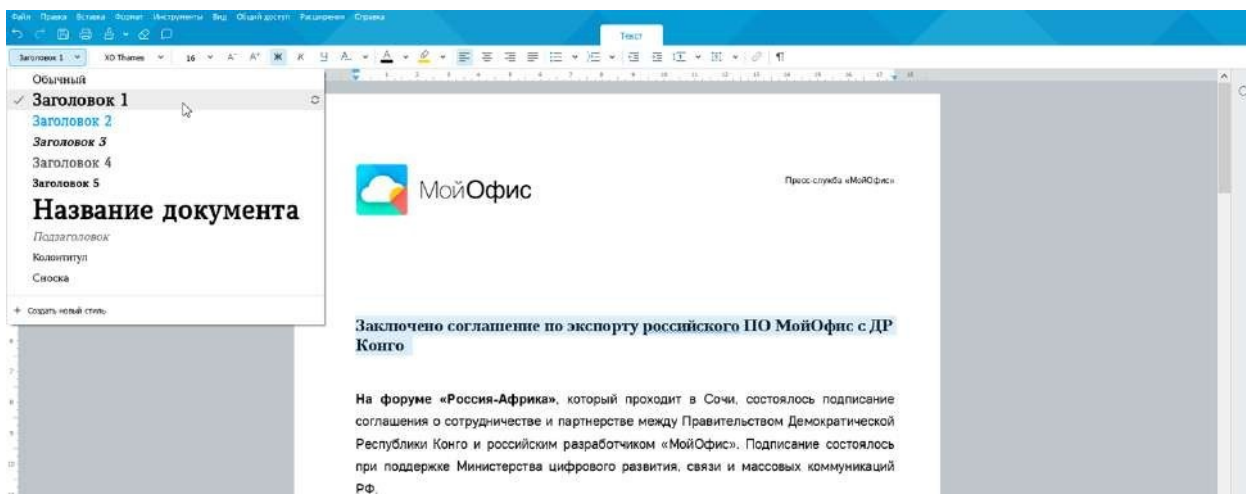 Файл Правка Вставка Формат Инструменты Вид Общий доступ Расширения Справка
Текст
Заголовок 1 XO Thames 16 А⁻ А⁺ Ж К Ч
Обычный
Заголовок 1
Заголовок 2
Заголовок 3
Заголовок 4
Заголовок 5
Название документа
Подзаголовок
Колонтитул
Сноска
+ Создать новый стиль
МойОфис
Пресс-служба «МойОфис»
Заключено соглашение по экспорту российского ПО МойОфис с ДР
Конго
На форуме «Россия-Африка», который проходит в Сочи, состоялось подписание
соглашения о сотрудничестве и партнерстве между Правительством Демократической
Республики Конго и российским разработчиком «МойОфис». Подписание состоялось
при поддержке Министерства цифрового развития, связи и массовых коммуникаций
РФ.